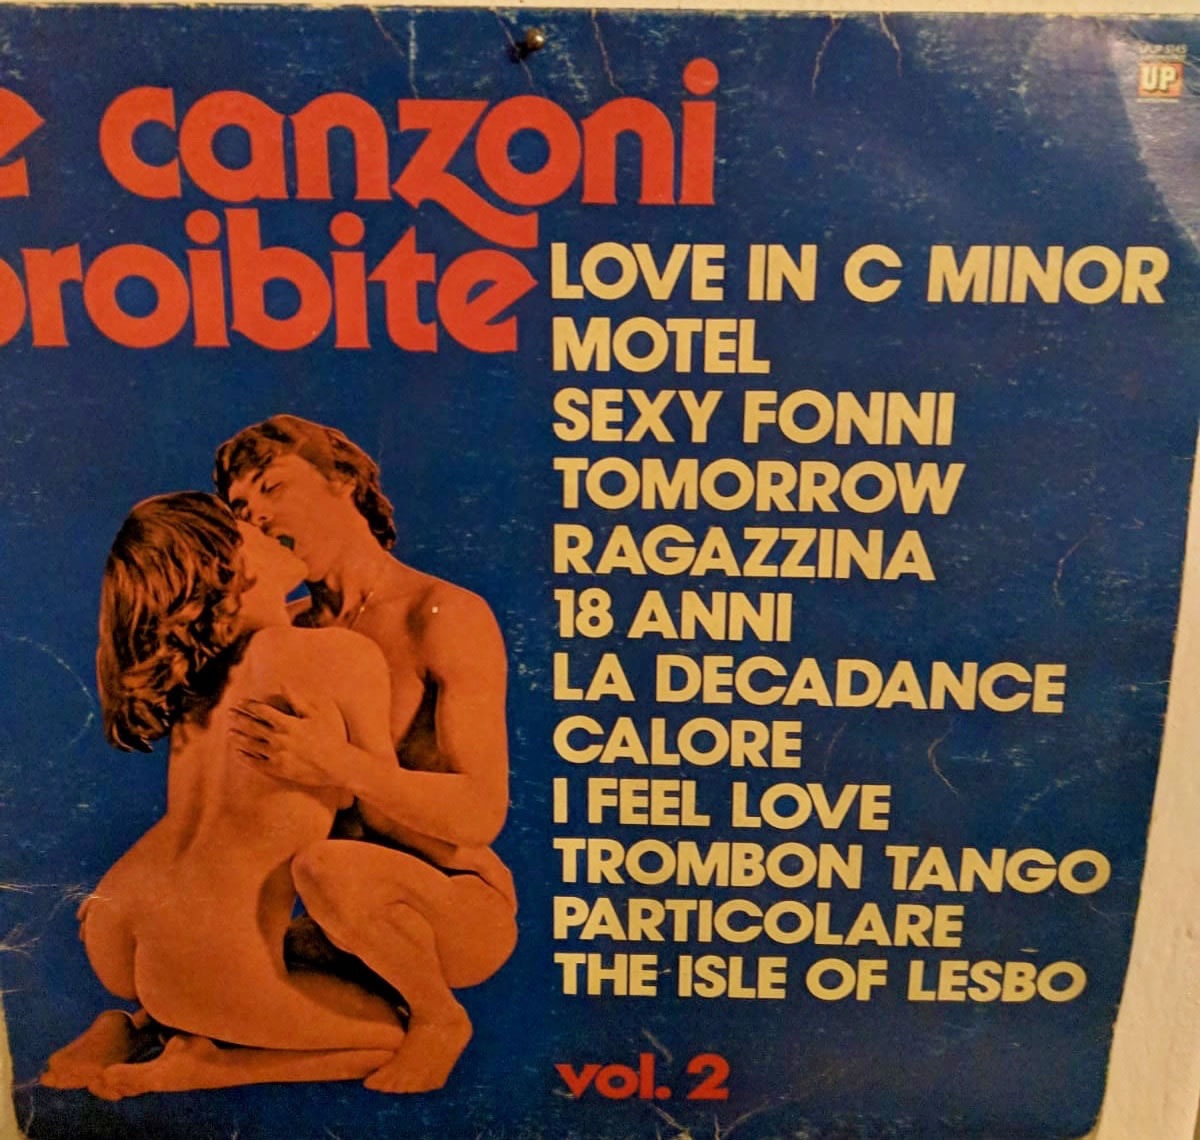 e canzoni
proibite
LOVE IN C MINOR
MOTEL
SEXY FONNI
TOMORROW
RAGAZZINA
18 ANNI
LA DECADANCE
CALORE
I FEEL LOVE
TROMBON TANGO
PARTICOLARE
THE ISLE OF LESBO
vol. 2
UP